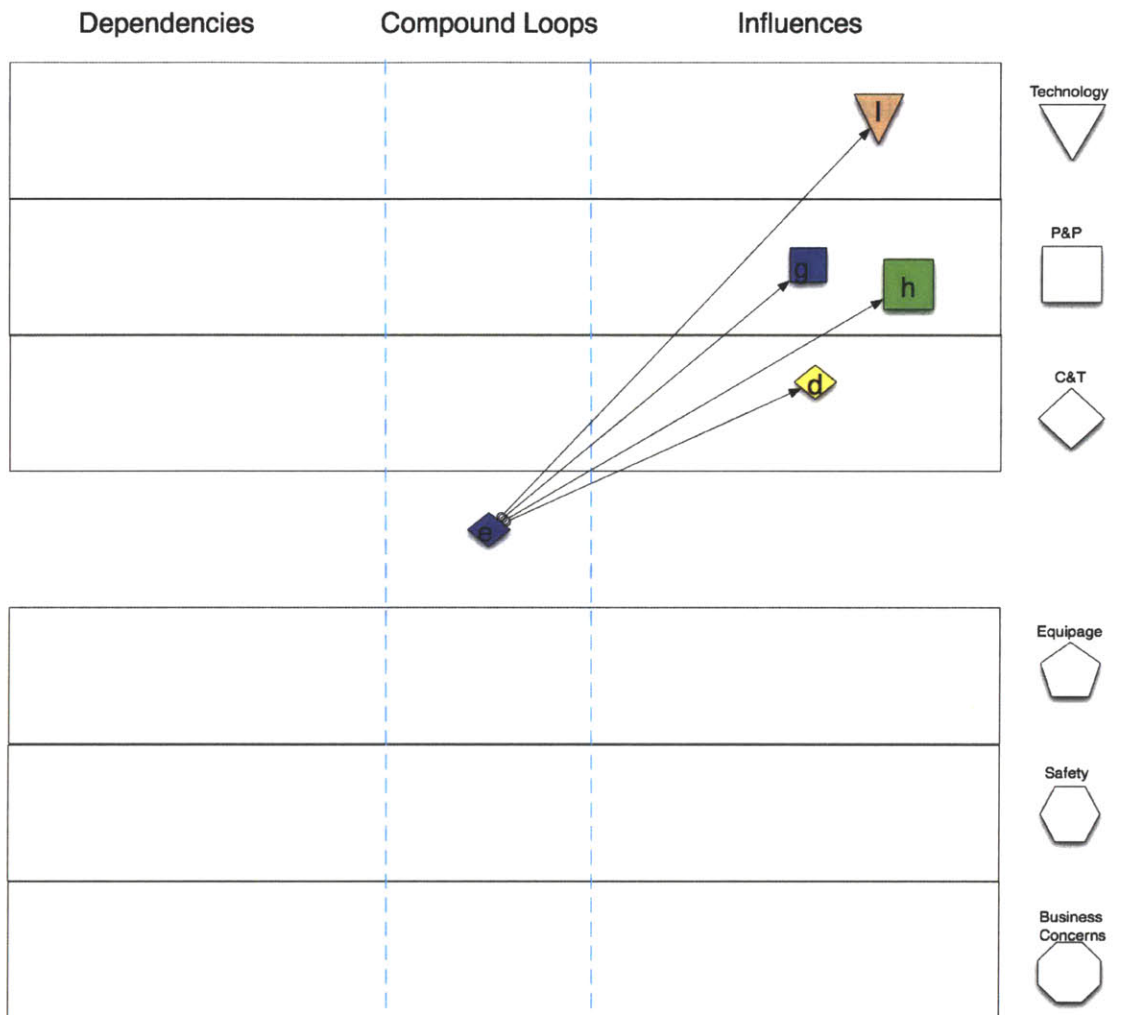 Dependencies
Compound Loops
Influences
Technology
l
P&P
g
h
C&T
d
e
Equipage
Safety
Business
Concerns